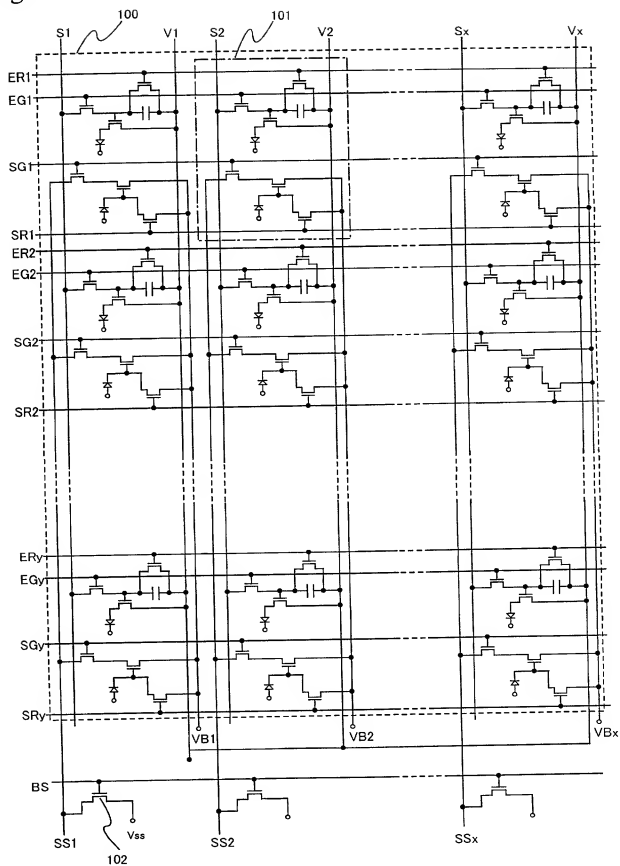 100
101
S1
V1
S2
V2
Sx
Vx
ER1
EG1
SG1
SR1
ER2
EG2
SG2
SR2
ERy
EGy
SGy
SRy
VB1
VB2
VBx
BS
Vss
SS1
SS2
SSx
102